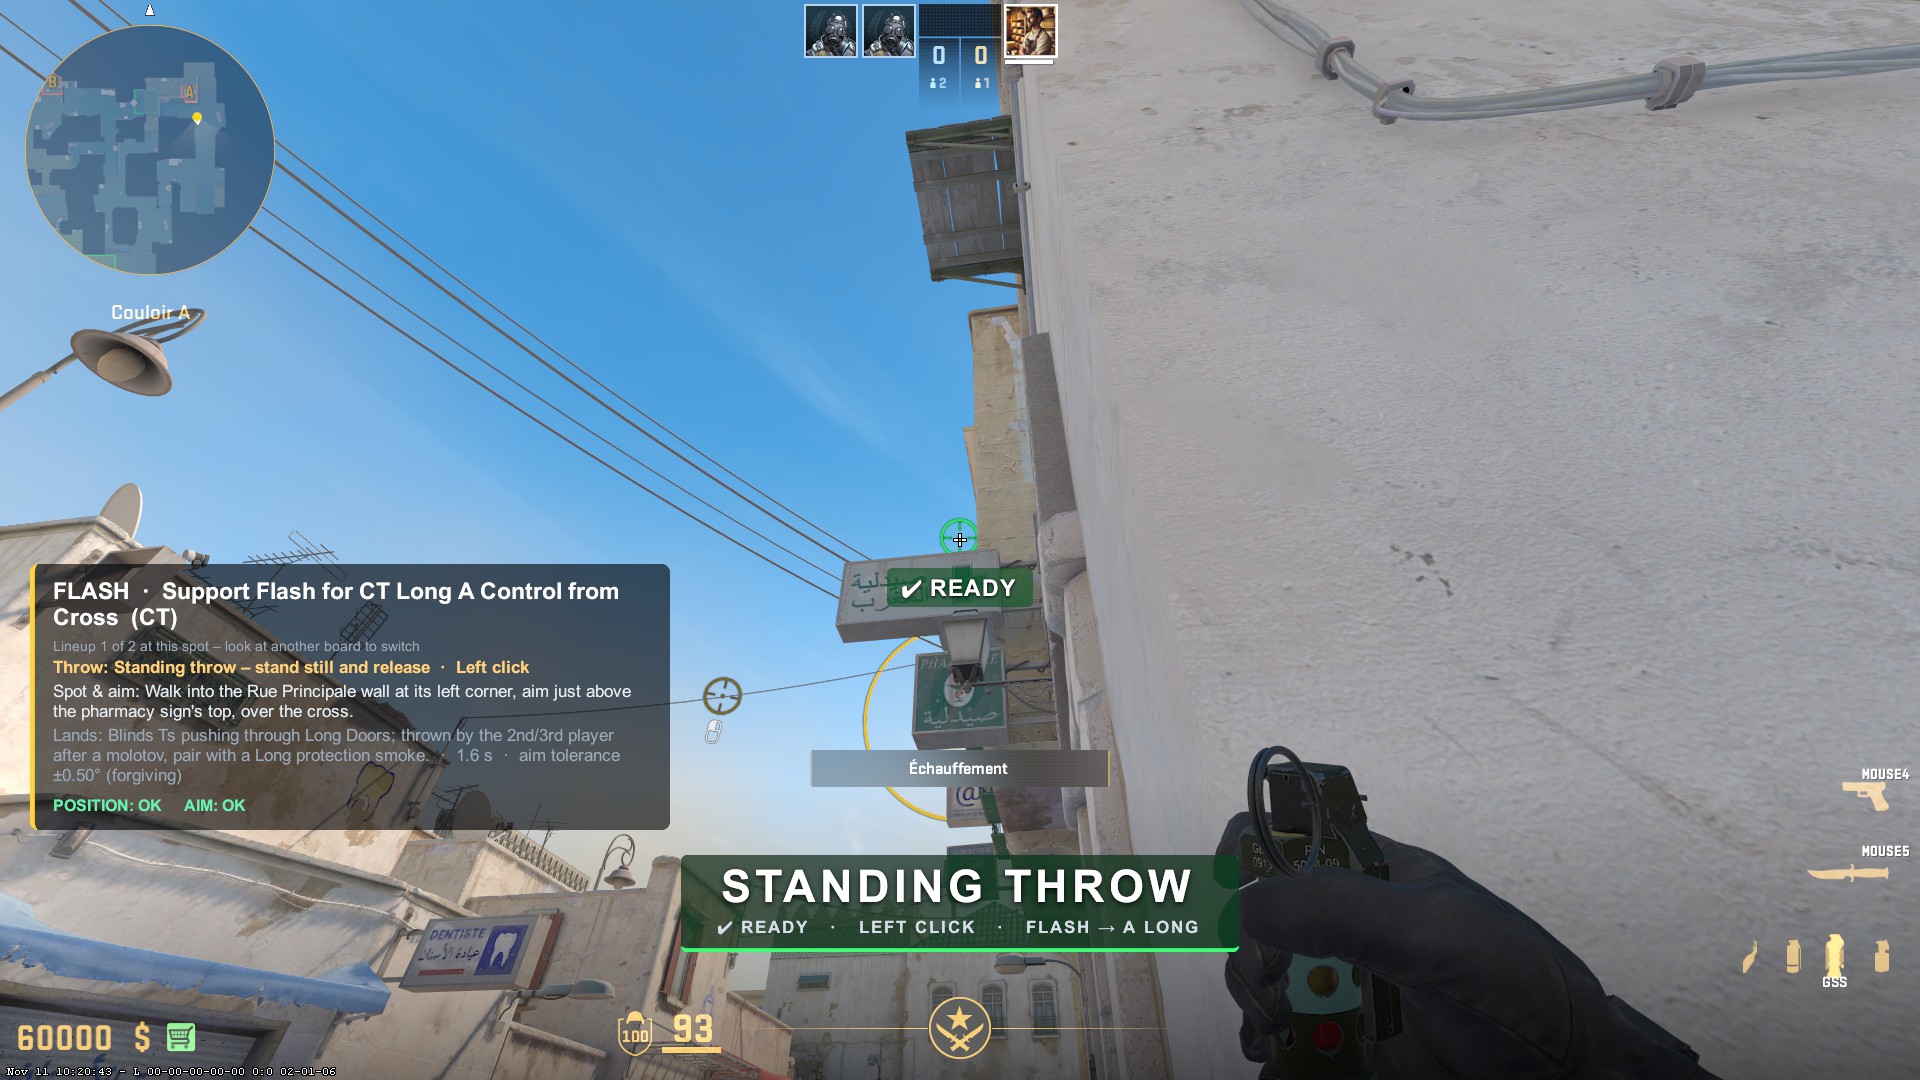 0 0
2 1
B
A
Couloir A
صيدلية
READY
PHA
صيدلية
FLASH · Support Flash for CT Long A Control from
Cross (CT)
Lineup 1 of 2 at this spot – look at another board to switch
Throw: Standing throw – stand still and release · Left click
Spot & aim: Walk into the Rue Principale wall at its left corner, aim just above
the pharmacy sign's top, over the cross.
Lands: Blinds Ts pushing through Long Doors; thrown by the 2nd/3rd player
after a molotov, pair with a Long protection smoke. · 1.6 s · aim tolerance
±0.50° (forgiving)
POSITION: OK AIM: OK
Échauffement
@
MOUSE4
MOUSE5
STANDING THROW
✔ READY · LEFT CLICK · FLASH → A LONG
DENTISTE
عيادة الأسنان
GSS
60000 $
100 93
Nov 11 10:20:43 - L 00-00-00-00-00 0:0 02-01-06